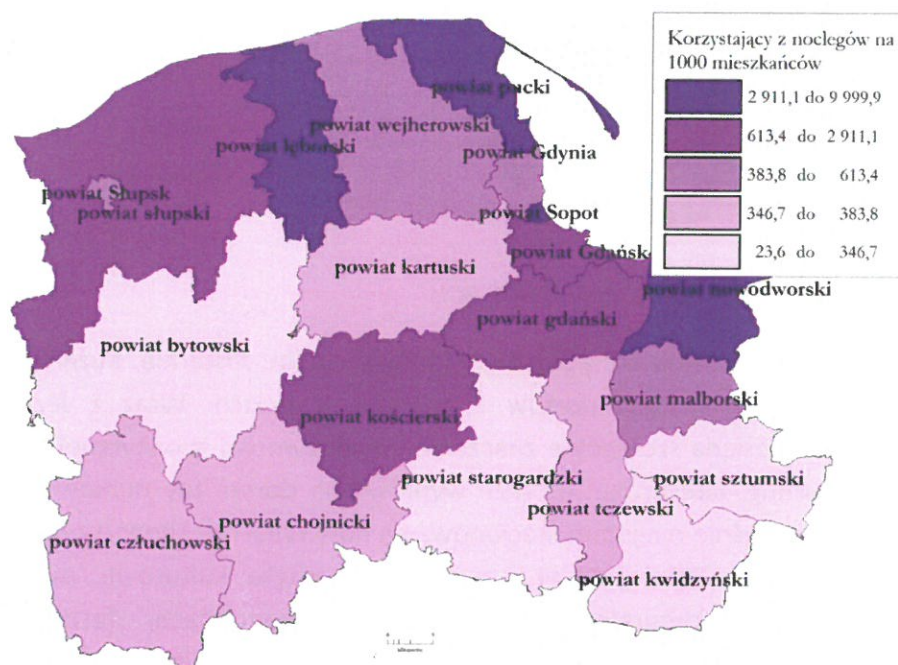 Korzystający z noclegów na
1000 mieszkańców
2 911,1 do 9 999,9
613,4 do 2 911,1
383,8 do 613,4
346,7 do 383,8
23,6 do 346,7
powiat pucki
powiat wejherowski
powiat lęborski
powiat Gdynia
powiat Słupsk
powiat słupski
powiat Sopot
powiat Gdańsk
powiat kartuski
powiat nowodworski
powiat gdański
powiat bytowski
powiat malborski
powiat kościerski
powiat starogardzki
powiat sztumski
powiat tczewski
powiat chojnicki
powiat człuchowski
powiat kwidzyński